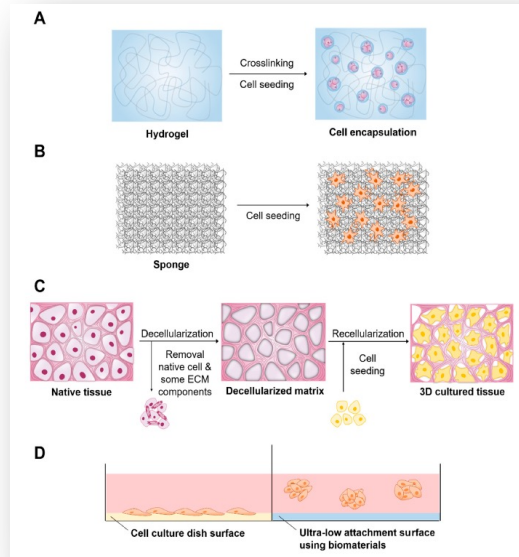 A
Crosslinking
Cell seeding
Hydrogel
Cell encapsulation
B
Cell seeding
Sponge
C
Decellularization
Removal
native cell &
some ECM
components
Recellularization
Cell
seeding
Native tissue
Decellularized matrix
3D cultured tissue
D
Cell culture dish surface
Ultra-low attachment surface
using biomaterials